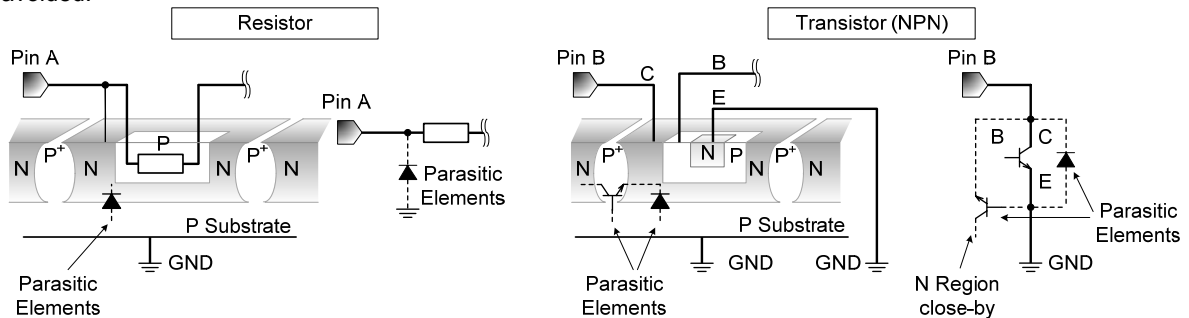 Resistor
Transistor (NPN)
Pin A
Pin A
N
P+
N
P
P+
N
Parasitic
Elements
P Substrate
GND
Parasitic
Elements
Pin B
C
B
E
N
P+
N
N
P
P+
N
P Substrate
GND
GND
Parasitic
Elements
Pin B
B
C
E
Parasitic
Elements
GND
N Region
close-by